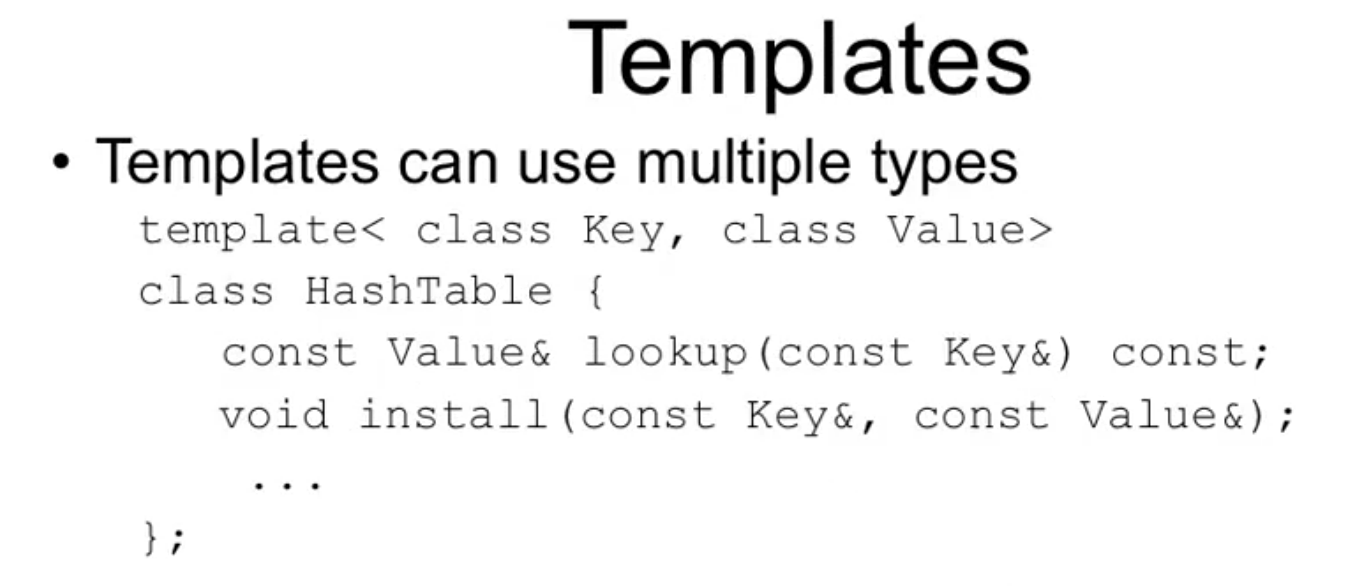 Templates
• Templates can use multiple types
template< class Key, class Value>
class HashTable {
const Value& lookup(const Key&) const;
void install(const Key&, const Value&);
...
};